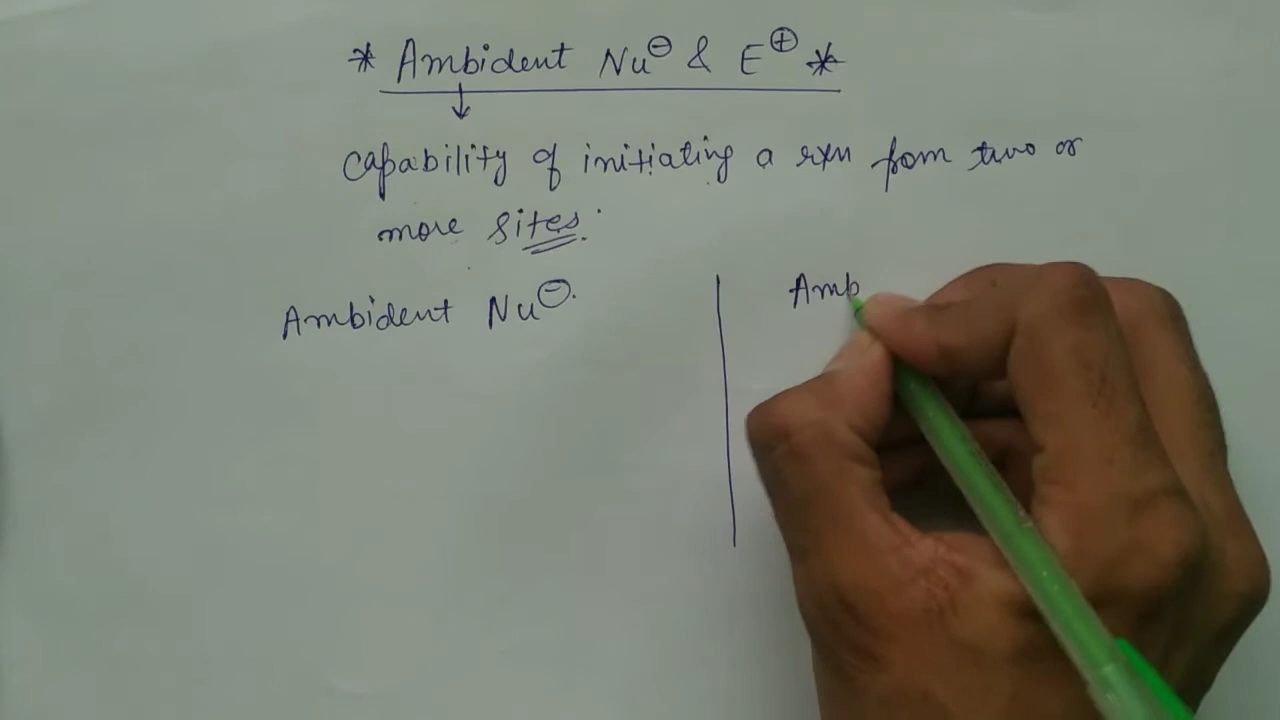 * Ambident Nu⊖ & E⊕ *
Capability of initiating a rxn from two or
more sites.
Ambident Nu⊖.
Amb